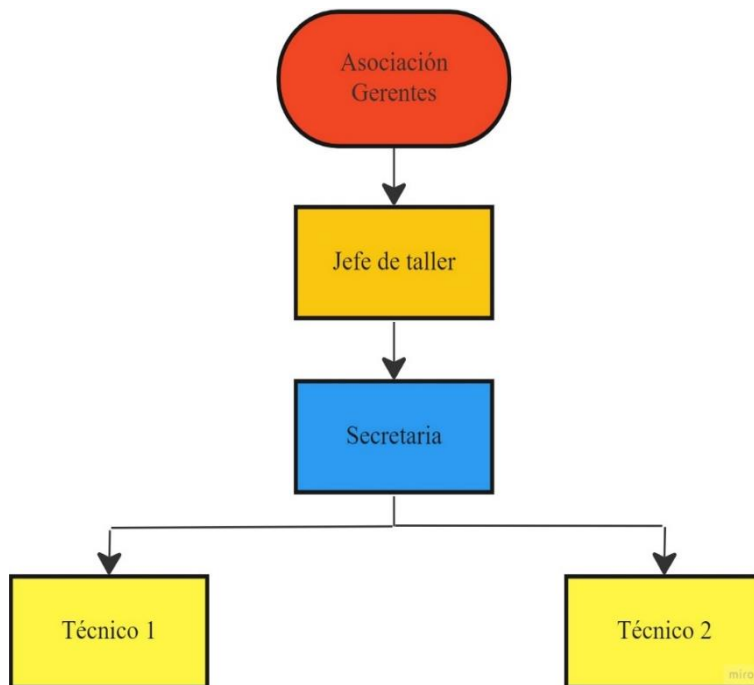 Asociación
Gerentes
Jefe de taller
Secretaria
Técnico 1
Técnico 2
miro